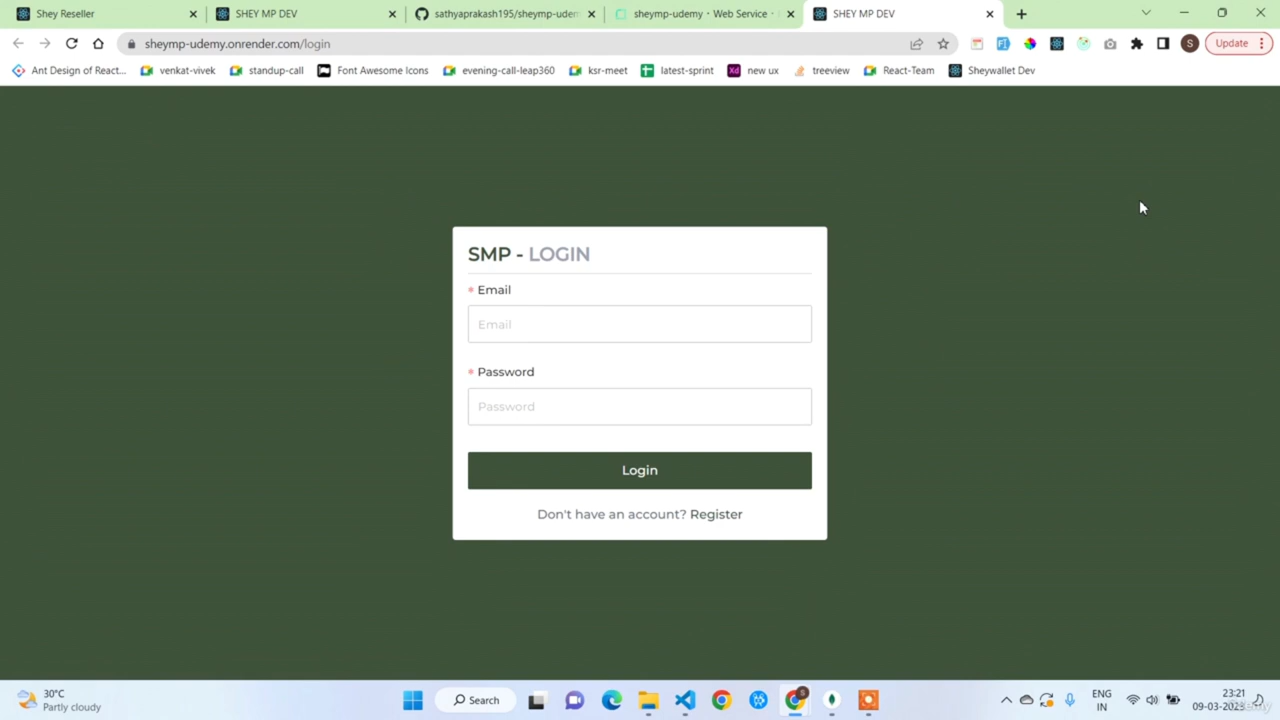 Shey Reseller
SHEY MP DEV
sathyaprakash195/sheymp-udem
sheymp-udemy · Web Service ·
SHEY MP DEV
sheymp-udemy.onrender.com/login
S
Update
Ant Design of React...
venkat-vivek
standup-call
Font Awesome Icons
evening-call-leap360
ksr-meet
latest-sprint
Xd new ux
treeview
React-Team
Sheywallet Dev
SMP - LOGIN
* Email
Email
* Password
Password
Login
Don't have an account? Register
30°C
Partly cloudy
Search
ENG
IN
23:21
09-03-2023